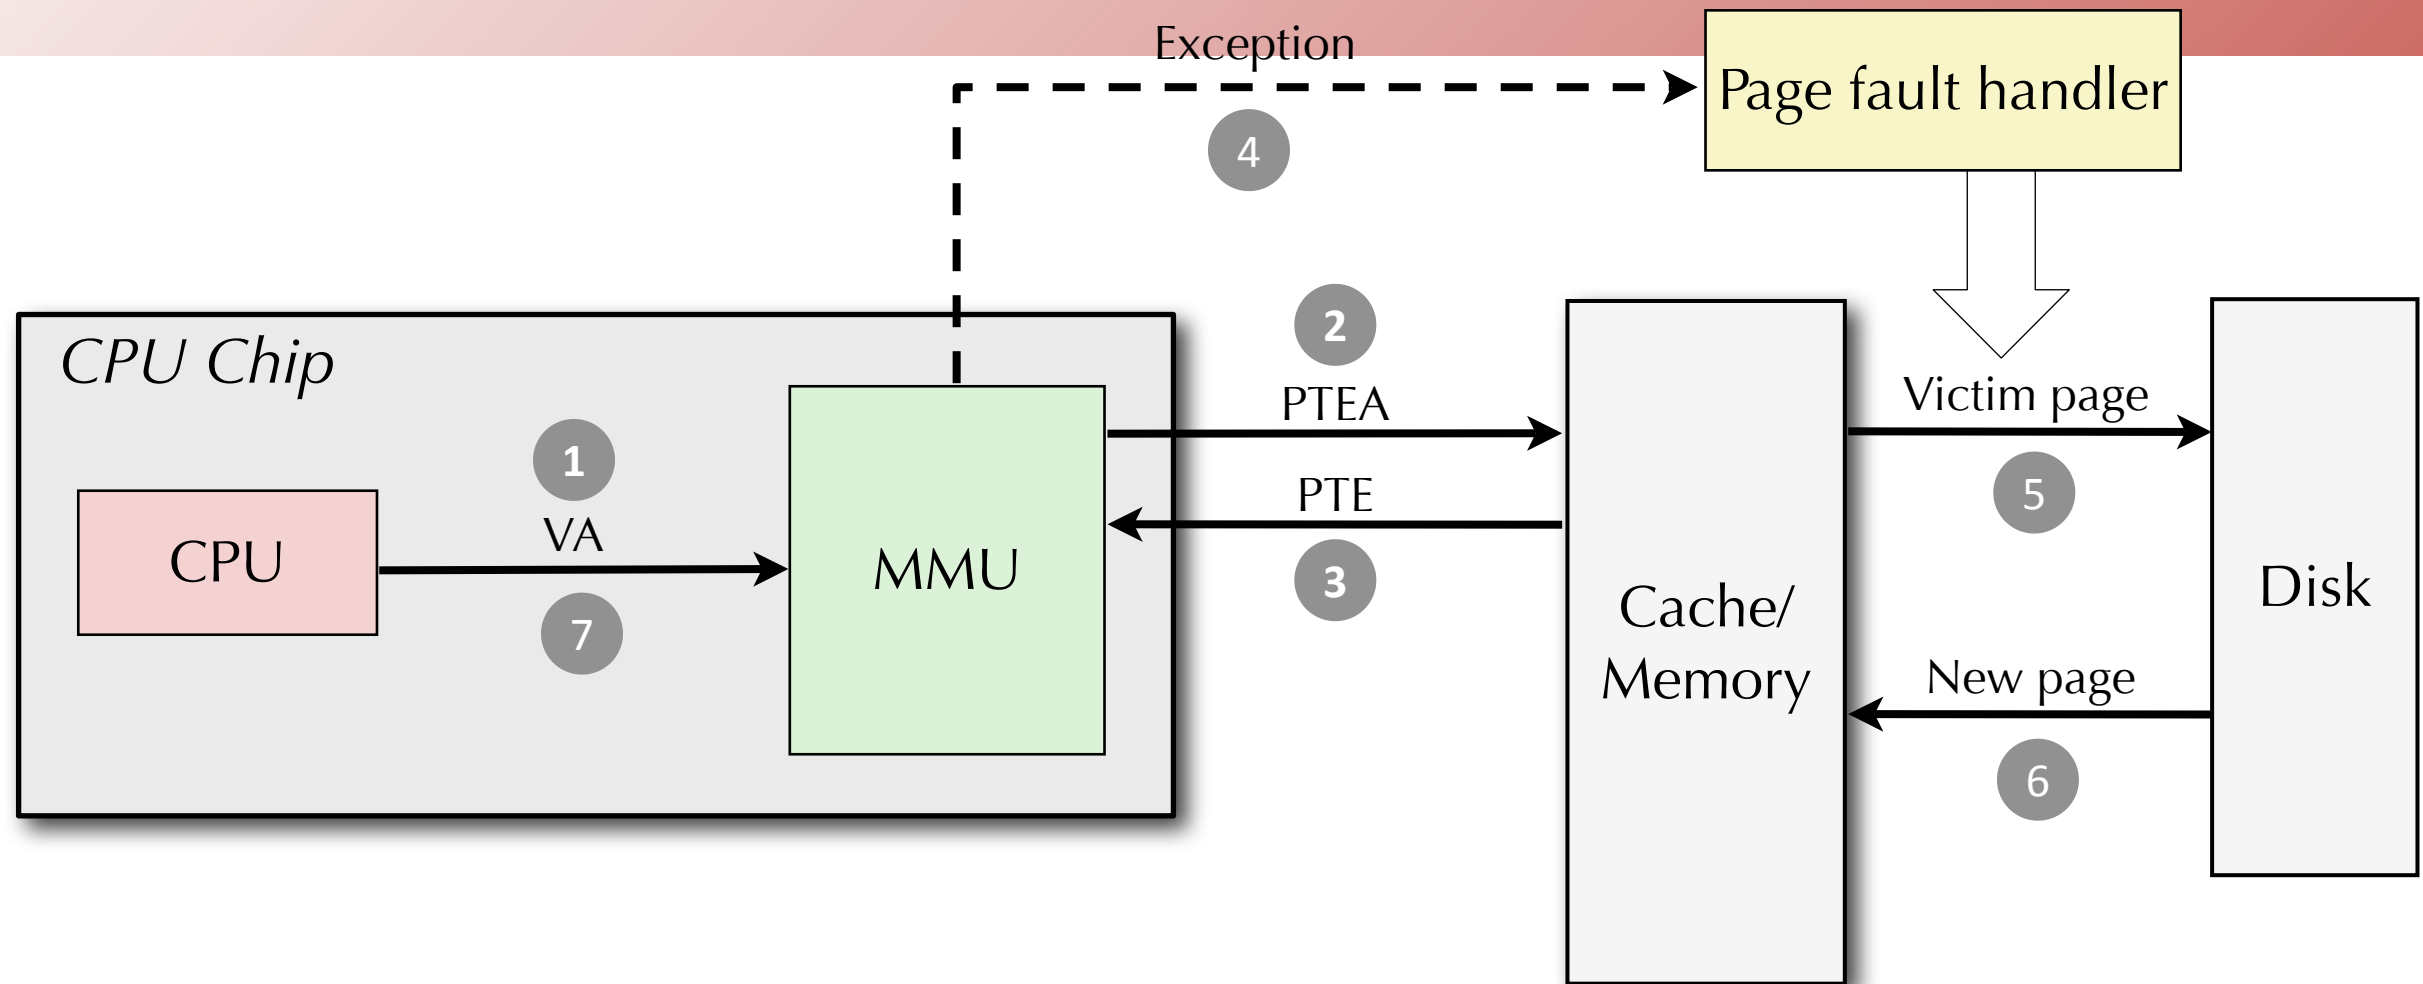 Exception
Page fault handler
4
CPU Chip
2
PTEA
Victim page
1
VA
CPU
MMU
PTE
5
3
7
Cache/
Memory
Disk
New page
6